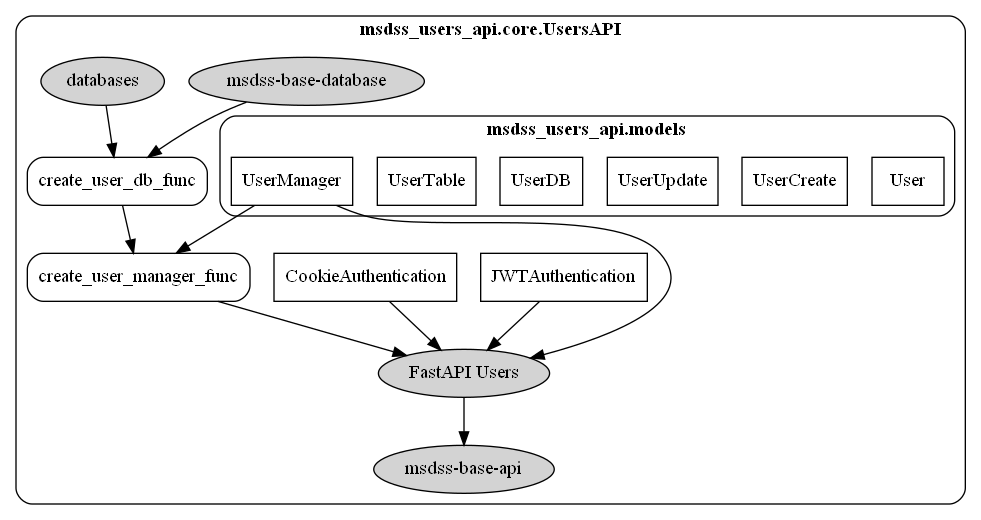 msdss_users_api.core.UsersAPI
databases
msdss-base-database
msdss_users_api.models
create_user_db_func
UserManager
UserTable
UserDB
UserUpdate
UserCreate
User
create_user_manager_func
CookieAuthentication
JWTAuthentication
FastAPI Users
msdss-base-api